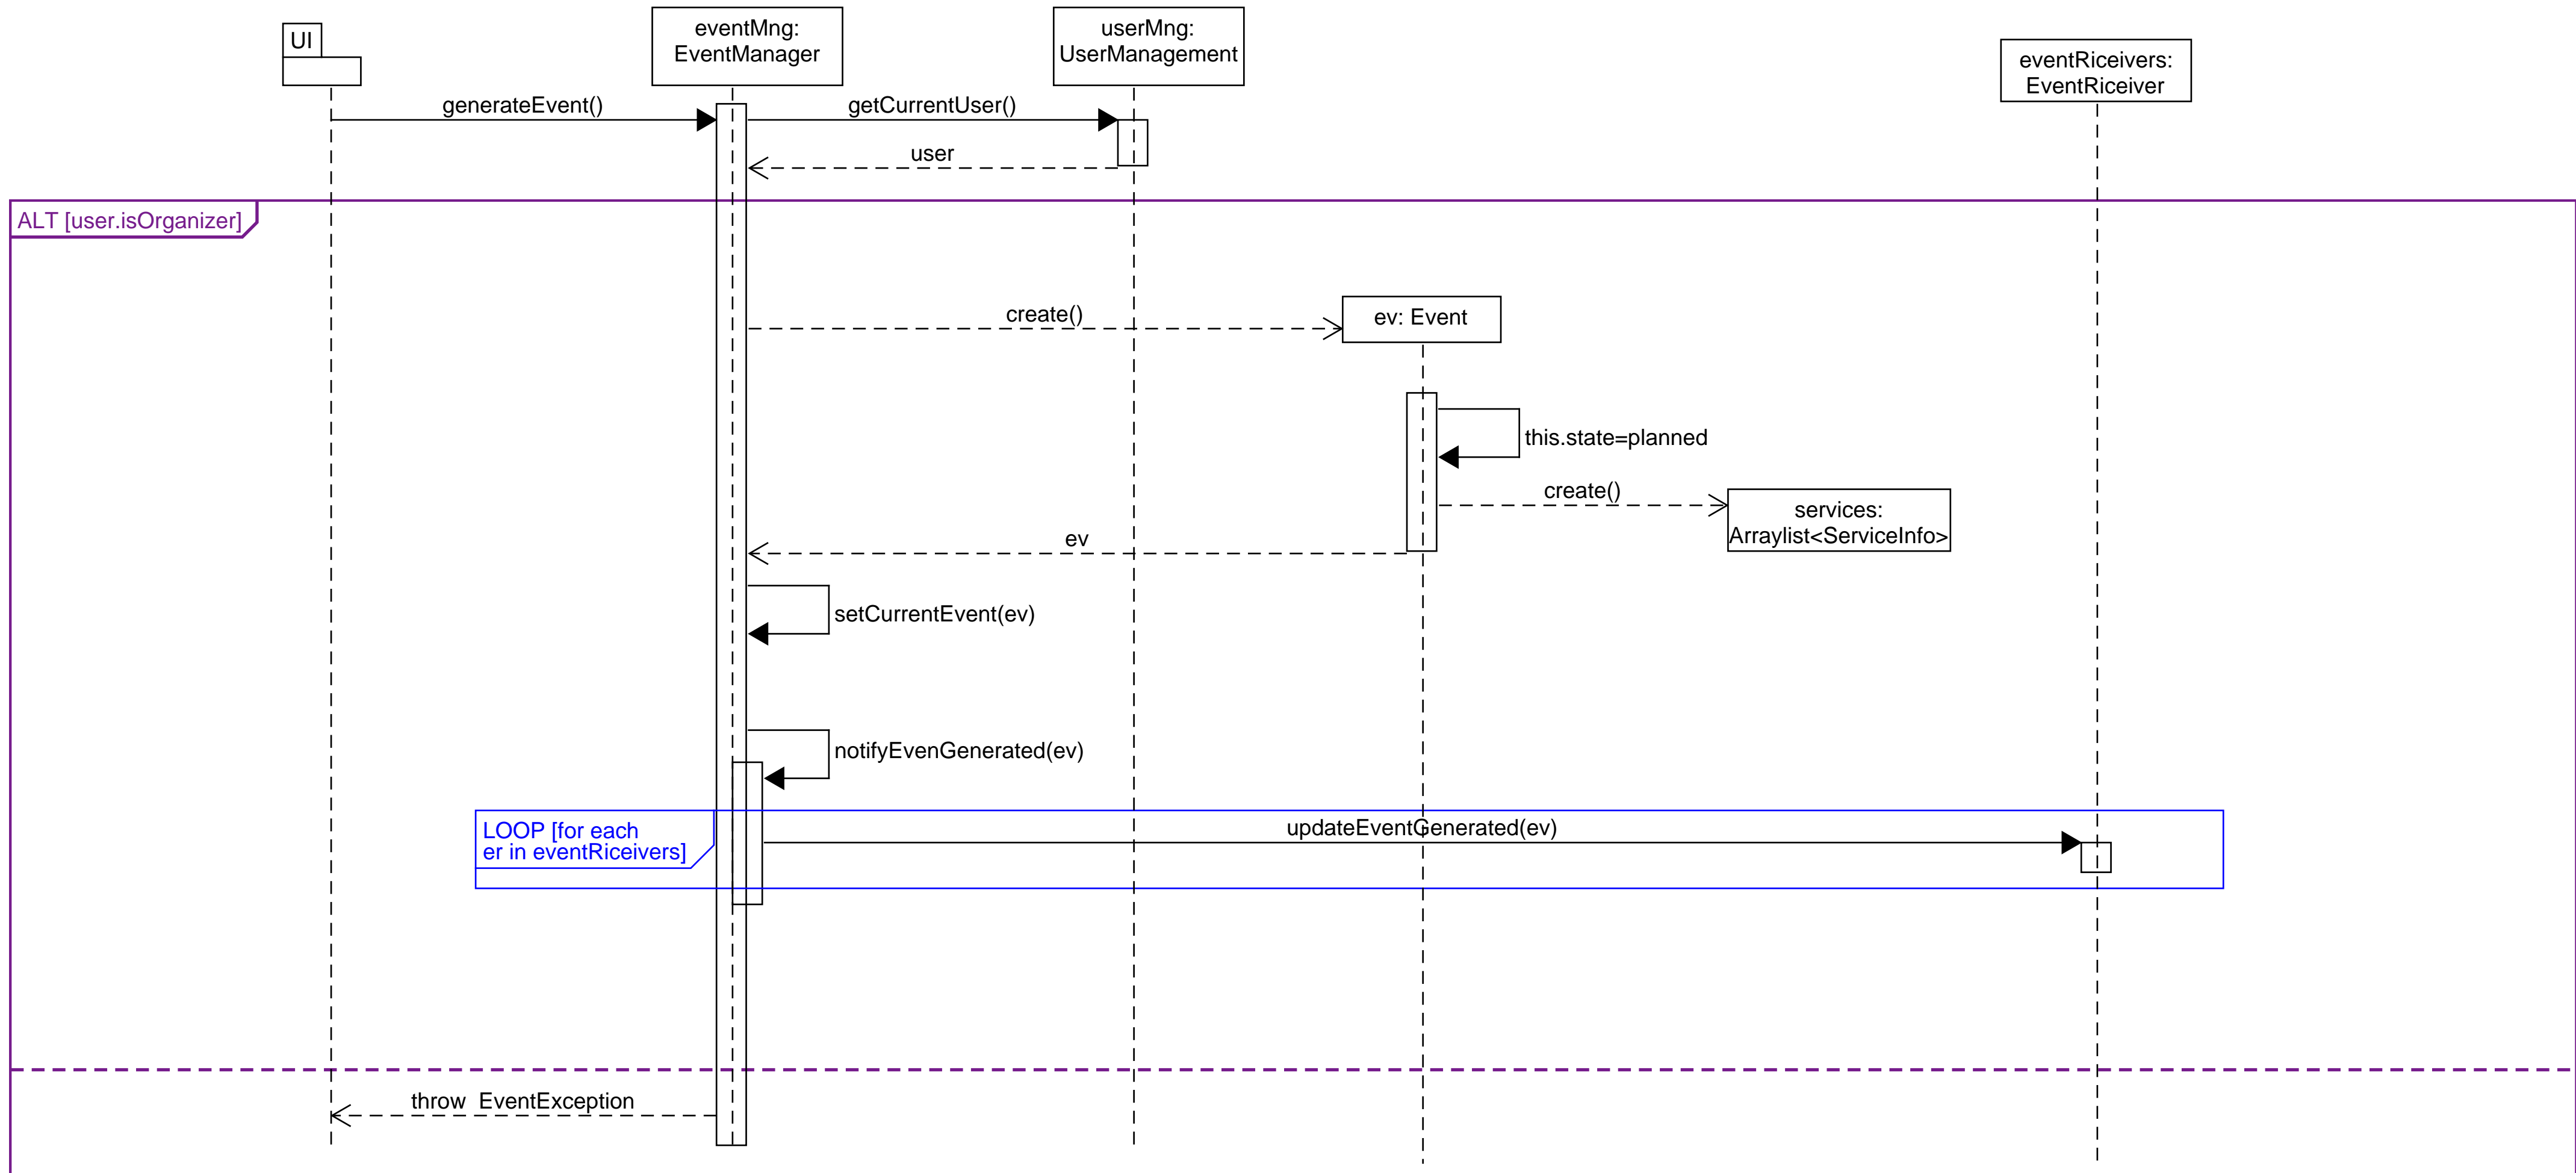 UI
eventMng:
EventManager
userMng:
UserManagement
eventRiceivers:
EventRiceiver
generateEvent()
getCurrentUser()
user
ALT [user.isOrganizer]
create()
ev: Event
this.state=planned
create()
services:
Arraylist<ServiceInfo>
ev
setCurrentEvent(ev)
notifyEvenGenerated(ev)
LOOP [for each
er in eventRiceivers]
updateEventGenerated(ev)
throw  EventException